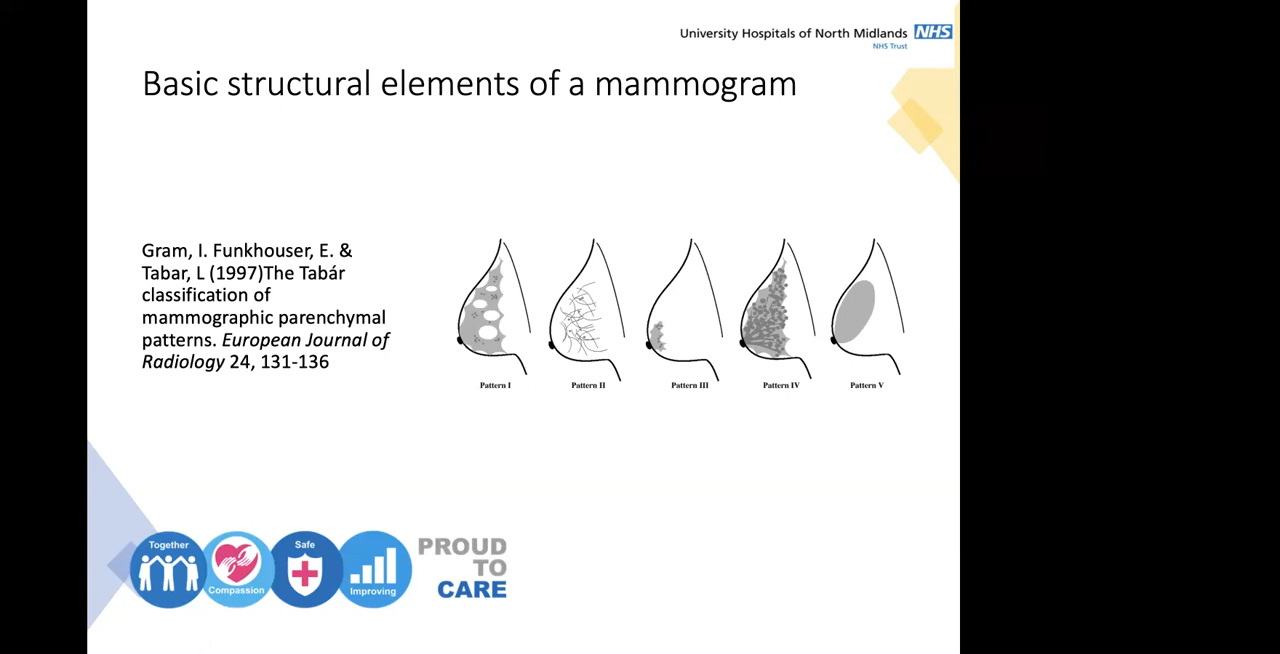 University Hospitals of North Midlands NHS
NHS Trust
Basic structural elements of a mammogram
Gram, I. Funkhouser, E. &
Tabar, L (1997)The Tabár
classification of
mammographic parenchymal
patterns. European Journal of
Radiology 24, 131-136
Pattern I
Pattern II
Pattern III
Pattern IV
Pattern V
Together
Compassion
Safe
Improving
PROUD
TO
CARE